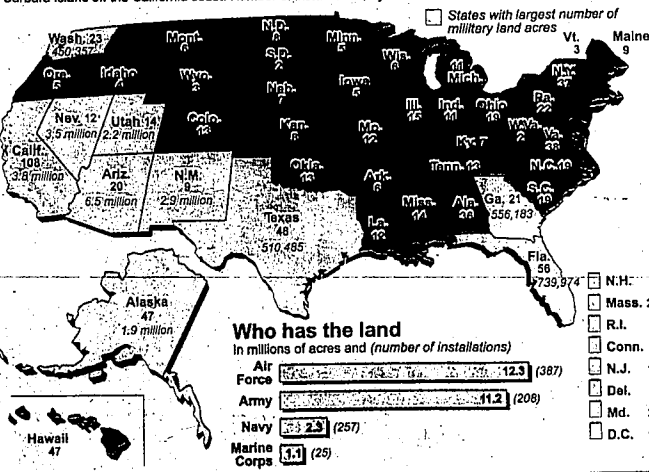 States with largest number of
military land acres
Wash. 23
450,357
Mont.
6
N.D.
8
Minn.
5
Vt.
3
Maine
9
Ore.
5
Idaho
4
Wyo.
3
S.D.
2
Wis.
6
11
Mich.
N.Y.
37
Nev. 12
3.5 million
Utah 14
2.2 million
Colo.
13
Neb.
7
Iowa
5
Ill.
15
Ind.
11
Ohio
Pa.
22
Calif.
108
3.8 million
Kan.
8
Mo.
12
Ky. 7
W.Va.
2
Va.
38
Ariz.
20
6.5 million
N.M.
9
2.9 million
Okla.
13
Ark.
6
Tenn. 13
N.C. 19
S.C.
Texas
48
510,485
La.
12
Miss.
14
Ala.
Ga. 21
556,183
Fla.
56
739,974
Alaska
47
1.9 million
Hawaii
47
N.H.
Mass. 2
R.I.
Conn.
N.J.
Del.
Md.
D.C.
Who has the land
In millions of acres and (number of installations)
Air
Force
12.3 (387)
Army
11.2 (208)
Navy
2.3 (257)
Marine
Corps
1.1 (25)